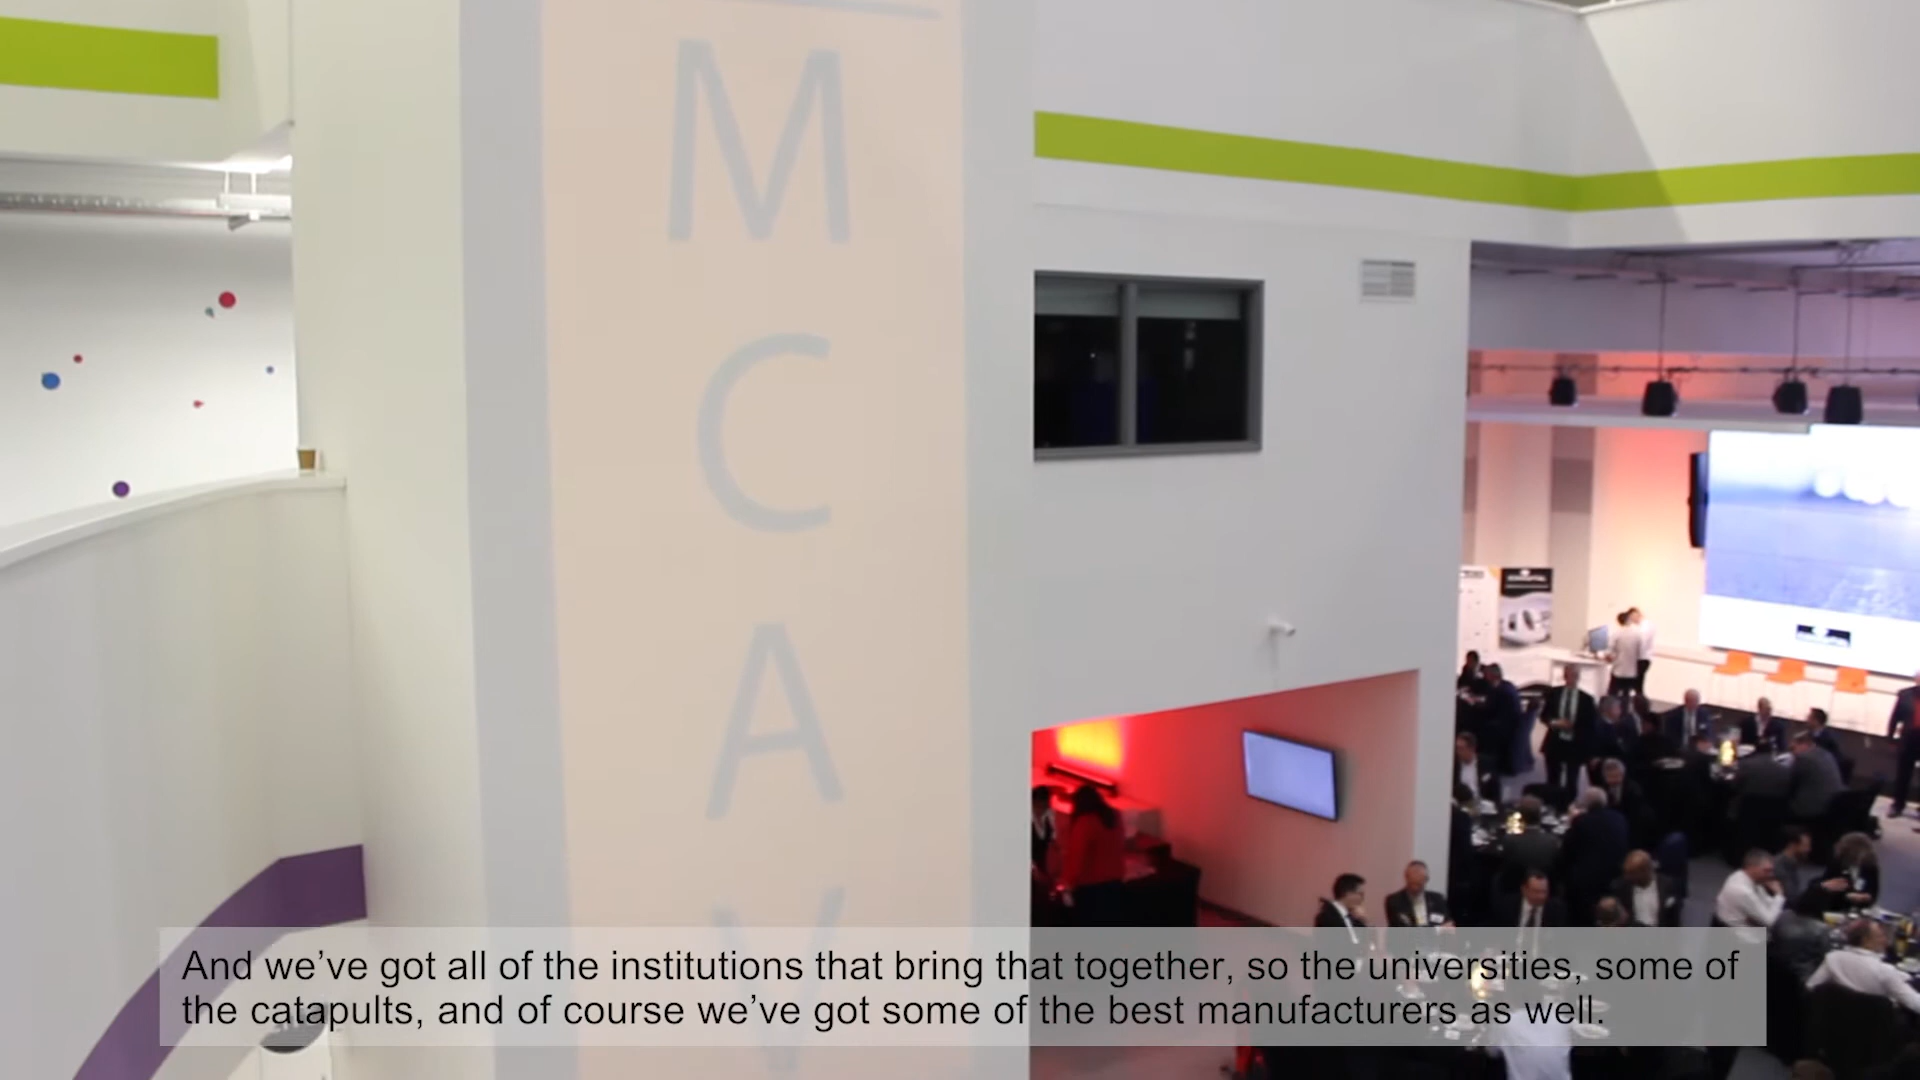 M
C
A
V
And we’ve got all of the institutions that bring that together, so the universities, some of
the catapults, and of course we’ve got some of the best manufacturers as well.